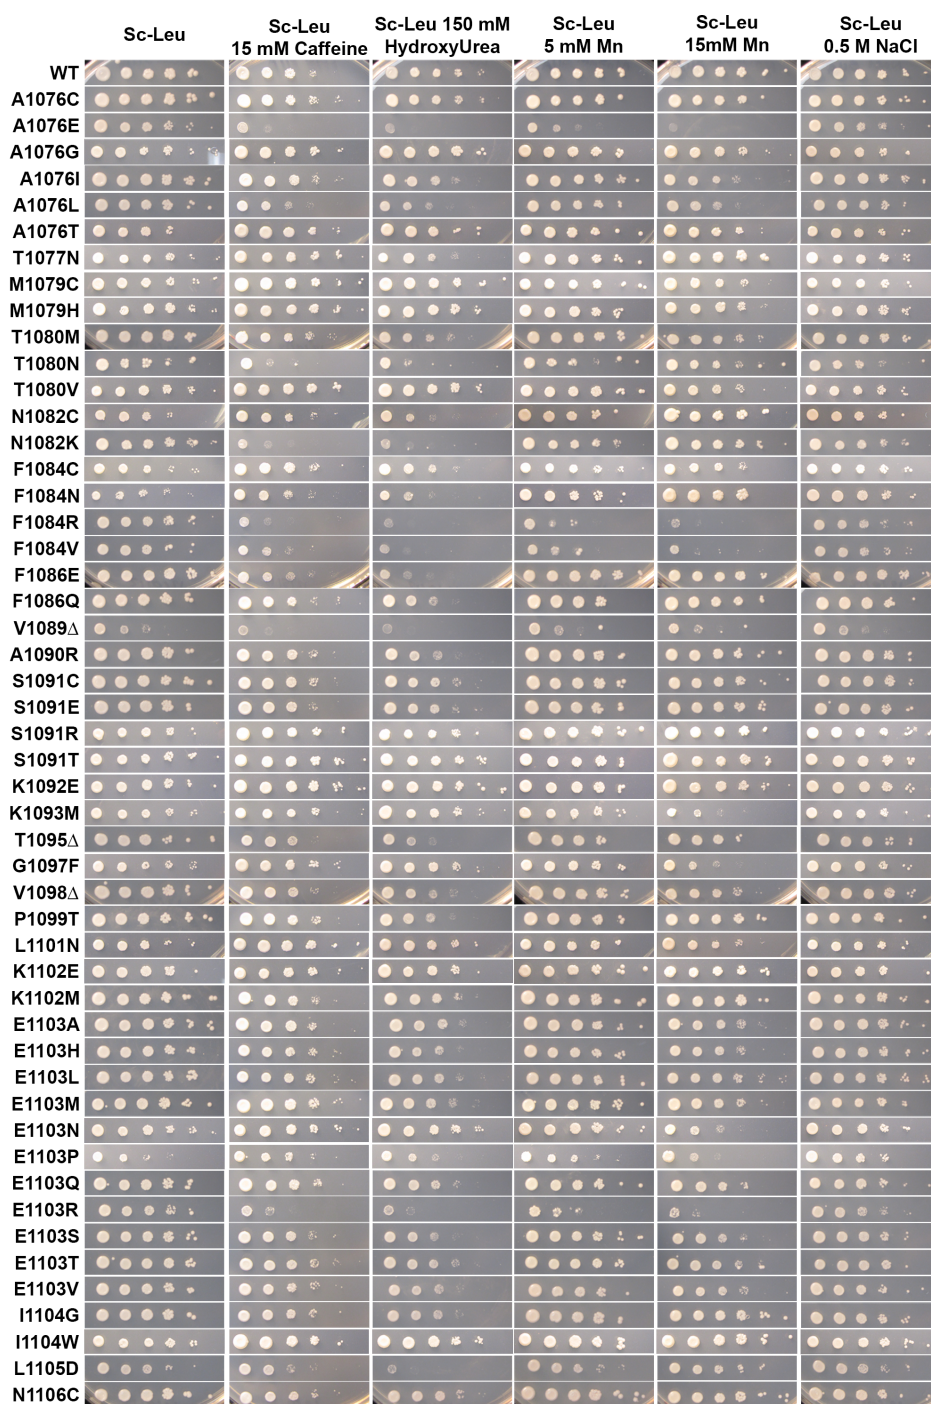 Sc-Leu
Sc-Leu
15 mM Caffeine
Sc-Leu 150 mM
HydroxyUrea
Sc-Leu
5 mM Mn
Sc-Leu
15mM Mn
Sc-Leu
0.5 M NaCl
WT
A1076C
A1076E
A1076G
A1076I
A1076L
A1076T
T1077N
M1079C
M1079H
T1080M
T1080N
T1080V
N1082C
N1082K
F1084C
F1084N
F1084R
F1084V
F1086E
F1086Q
V1089Δ
A1090R
S1091C
S1091E
S1091R
S1091T
K1092E
K1093M
T1095Δ
G1097F
V1098Δ
P1099T
L1101N
K1102E
K1102M
E1103A
E1103H
E1103L
E1103M
E1103N
E1103P
E1103Q
E1103R
E1103S
E1103T
E1103V
I1104G
I1104W
L1105D
N1106C